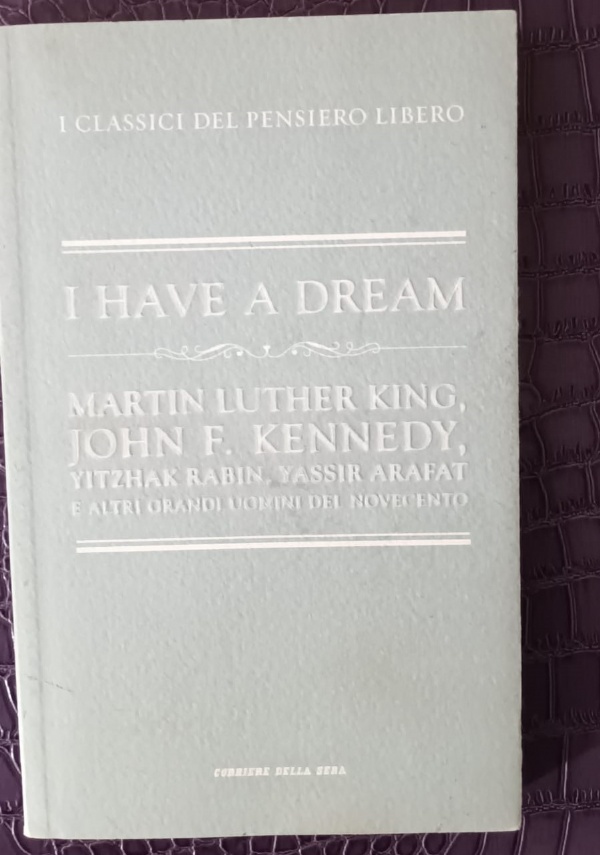 I CLASSICI DEL PENSIERO LIBERO
I HAVE A DREAM
MARTIN LUTHER KING,
JOHN F. KENNEDY,
YITZHAK RABIN, YASSIR ARAFAT
E ALTRI GRANDI UOMINI DEL NOVECENTO
CORRIERE DELLA SERA